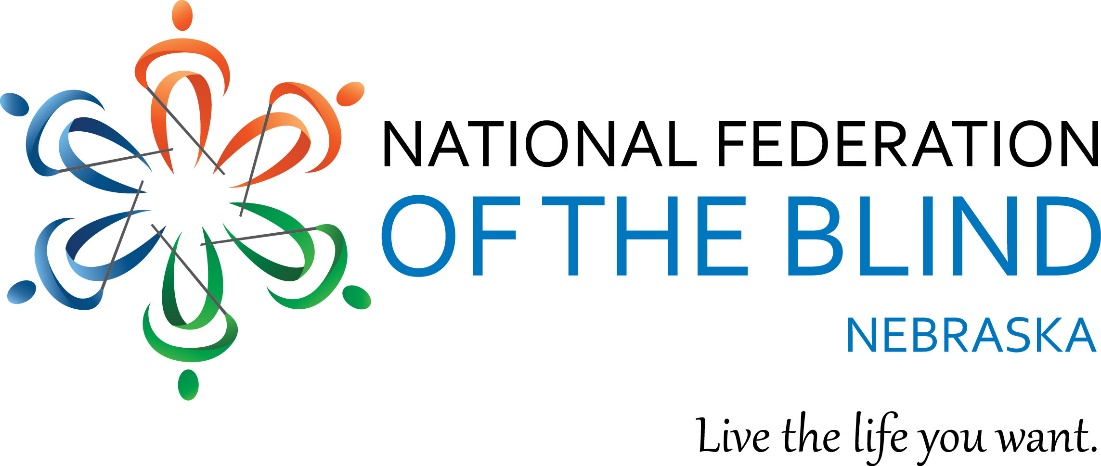 NATIONAL FEDERATION
OF THE BLIND
NEBRASKA
Live the life you want.